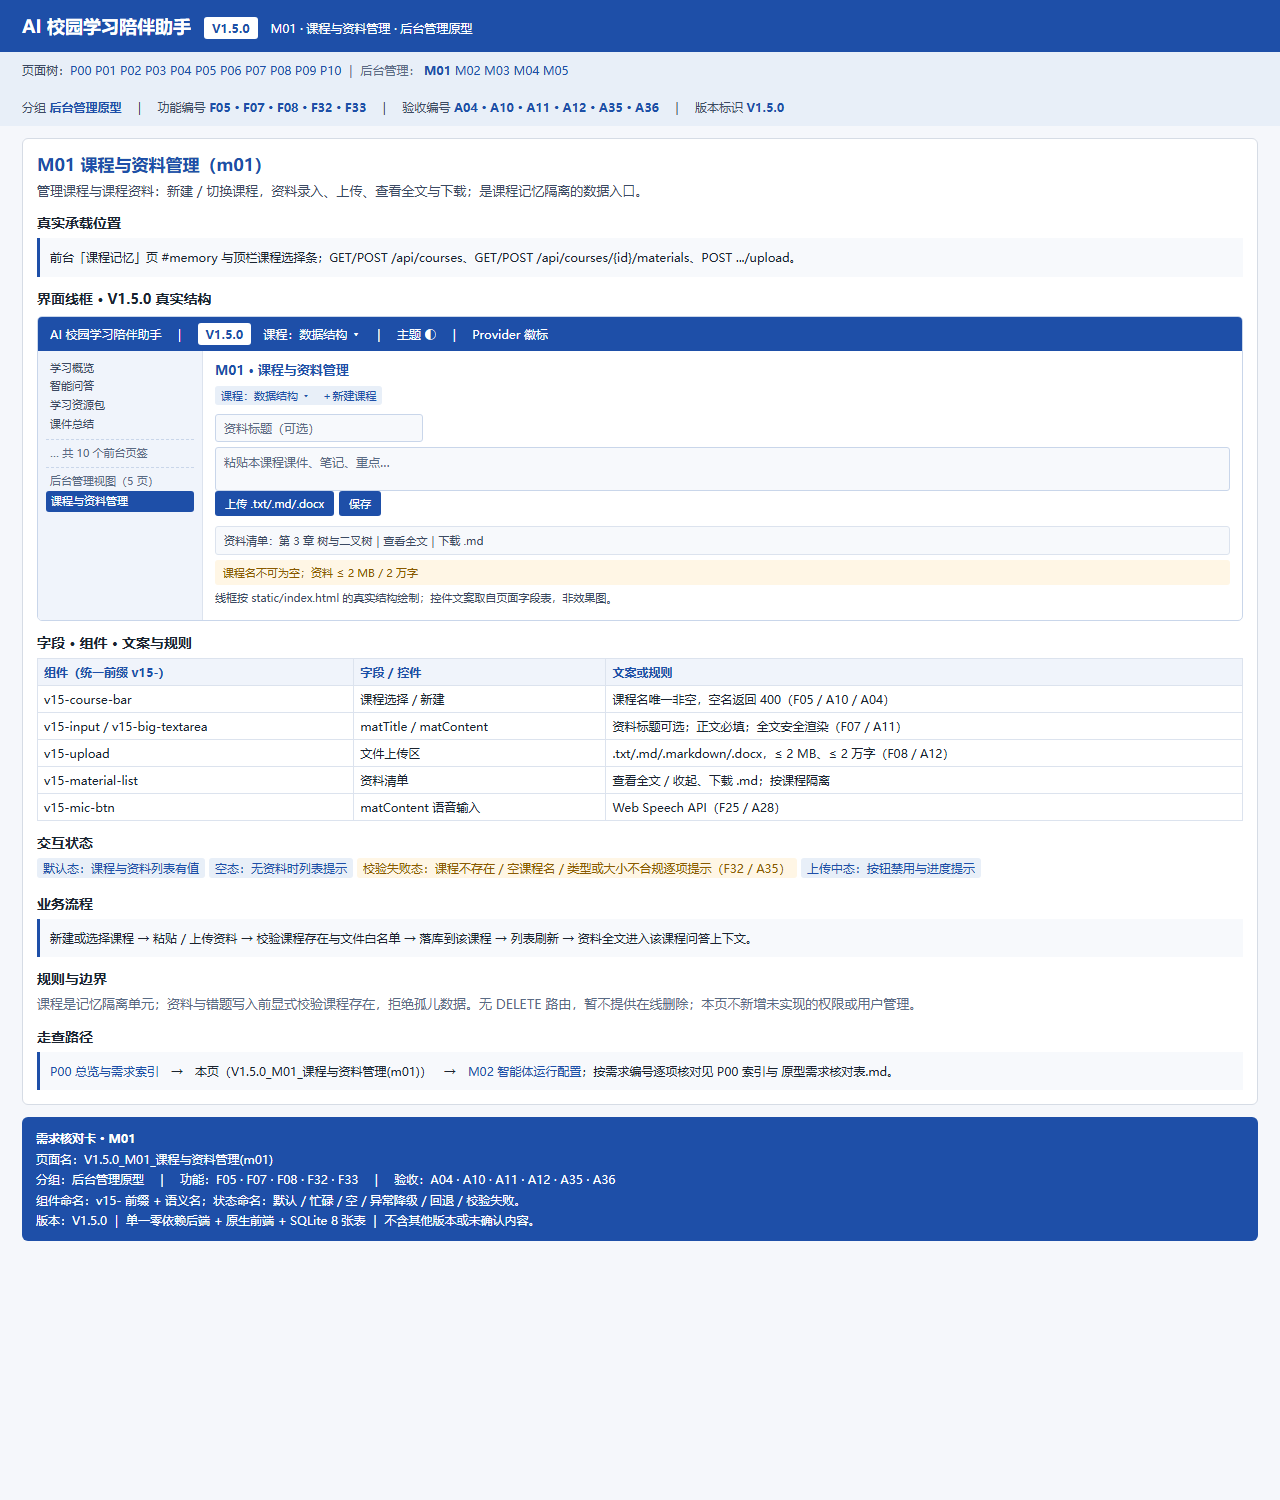 AI 校园学习陪伴助手 V1.5.0 M01 · 课程与资料管理 · 后台管理原型
页面树：P00 P01 P02 P03 P04 P05 P06 P07 P08 P09 P10 | 后台管理： M01 M02 M03 M04 M05
分组 后台管理原型 | 功能编号 F05 • F07 • F08 • F32 • F33 | 验收编号 A04 • A10 • A11 • A12 • A35 • A36 | 版本标识 V1.5.0
M01 课程与资料管理（m01）
管理课程与课程资料：新建 / 切换课程，资料录入、上传、查看全文与下载；是课程记忆隔离的数据入口。
真实承载位置
前台「课程记忆」页 #memory 与顶栏课程选择条；GET/POST /api/courses、GET/POST /api/courses/{id}/materials、POST .../upload。
界面线框 • V1.5.0 真实结构
AI 校园学习陪伴助手 | V1.5.0 课程：数据结构 ▾ | 主题 ◐ | Provider 徽标
学习概览
智能问答
学习资源包
课件总结
... 共 10 个前台页签
后台管理视图（5 页）
课程与资料管理
M01 • 课程与资料管理
课程：数据结构 ▾ + 新建课程
资料标题（可选）
粘贴本课程课件、笔记、重点...
上传 .txt/.md/.docx 保存
资料清单：第 3 章 树与二叉树 | 查看全文 | 下载 .md
课程名不可为空；资料 ≤ 2 MB / 2 万字
线框按 static/index.html 的真实结构绘制；控件文案取自页面字段表，非效果图。
字段 • 组件 • 文案与规则
组件（统一前缀 v15-） 字段 / 控件 文案或规则
v15-course-bar 课程选择 / 新建 课程名唯一非空，空名返回 400（F05 / A10 / A04）
v15-input / v15-big-textarea matTitle / matContent 资料标题可选；正文必填；全文安全渲染（F07 / A11）
v15-upload 文件上传区 .txt/.md/.markdown/.docx，≤ 2 MB、≤ 2 万字（F08 / A12）
v15-material-list 资料清单 查看全文 / 收起、下载 .md；按课程隔离
v15-mic-btn matContent 语音输入 Web Speech API（F25 / A28）
交互状态
默认态：课程与资料列表有值 空态：无资料时列表提示 校验失败态：课程不存在 / 空课程名 / 类型或大小不合规逐项提示（F32 / A35） 上传中态：按钮禁用与进度提示
业务流程
新建或选择课程 → 粘贴 / 上传资料 → 校验课程存在与文件白名单 → 落库到该课程 → 列表刷新 → 资料全文进入该课程问答上下文。
规则与边界
课程是记忆隔离单元；资料与错题写入前显式校验课程存在，拒绝孤儿数据。无 DELETE 路由，暂不提供在线删除；本页不新增未实现的权限或用户管理。
走查路径
P00 总览与需求索引 → 本页（V1.5.0_M01_课程与资料管理(m01)） → M02 智能体运行配置；按需求编号逐项核对见 P00 索引与 原型需求核对表.md。
需求核对卡 • M01
页面名：V1.5.0_M01_课程与资料管理(m01)
分组：后台管理原型 | 功能：F05 · F07 · F08 · F32 · F33 | 验收：A04 · A10 · A11 · A12 · A35 · A36
组件命名：v15- 前缀 + 语义名；状态命名：默认 / 忙碌 / 空 / 异常降级 / 回退 / 校验失败。
版本：V1.5.0 | 单一零依赖后端 + 原生前端 + SQLite 8 张表 | 不含其他版本或未确认内容。